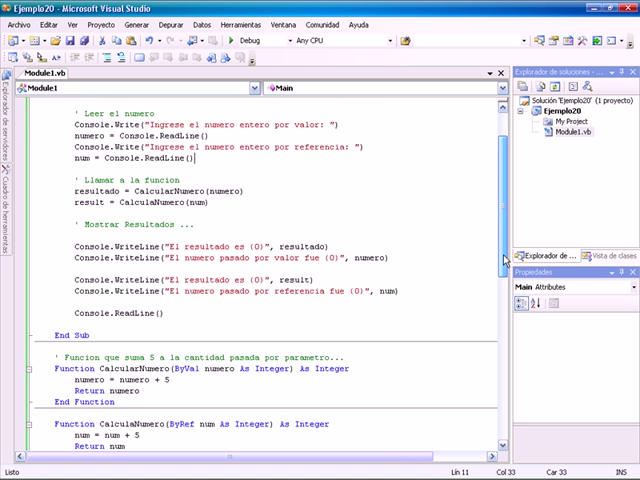 Ejemplo20 - Microsoft Visual Studio
Archivo Editar Ver Proyecto Generar Depurar Datos Herramientas Ventana Comunidad Ayuda
Debug Any CPU
Module1.vb
Module1 Main
' Leer el numero
Console.Write("Ingrese el numero entero por valor: ")
numero = Console.ReadLine()
Console.Write("Ingrese el numero entero por referencia: ")
num = Console.ReadLine()
' Llamar a la funcion
resultado = CalcularNumero(numero)
result = CalculaNumero(num)
' Mostrar Resultados ...
Console.WriteLine("El resultado es {0}", resultado)
Console.WriteLine("El numero pasado por valor fue {0}", numero)
Console.WriteLine("El resultado es {0}", result)
Console.WriteLine("El numero pasado por referencia fue {0}", num)
Console.ReadLine()
End Sub
' Funcion que suma 5 a la cantidad pasada por parametro...
Function CalcularNumero(ByVal numero As Integer) As Integer
numero = numero + 5
Return numero
End Function
Function CalculaNumero(ByRef num As Integer) As Integer
num = num + 5
Return num
Explorador de servidores
Cuadro de herramientas
Explorador de soluciones - ...
Solución 'Ejemplo20' (1 proyecto)
Ejemplo20
My Project
Module1.vb
Explorador de ... Vista de clases
Propiedades
Main Attributes
Listo Lín 11 Col 33 Car 33 INS